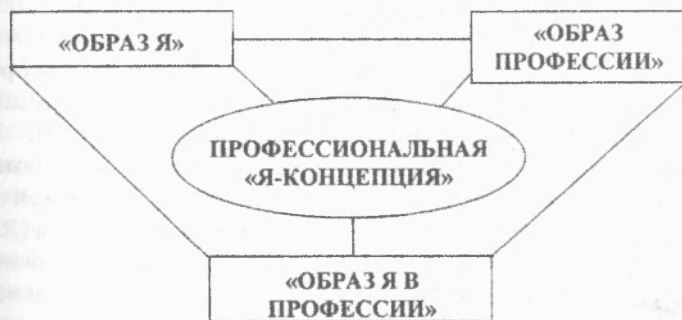 «ОБРАЗ Я»
«ОБРАЗ
ПРОФЕССИИ»
ПРОФЕССИОНАЛЬНАЯ
«Я-КОНЦЕПЦИЯ»
«ОБРАЗ Я В
ПРОФЕССИИ»